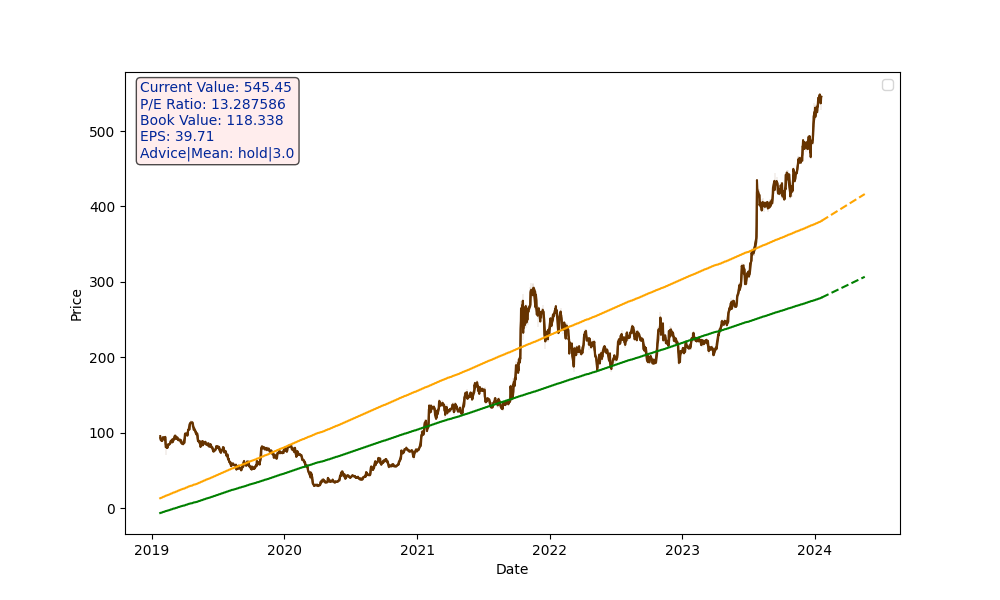 Current Value: 545.45
P/E Ratio: 13.287586
Book Value: 118.338
EPS: 39.71
Advice|Mean: hold|3.0
500
400
300
200
100
0
Price
2019 2020 2021 2022 2023 2024
Date